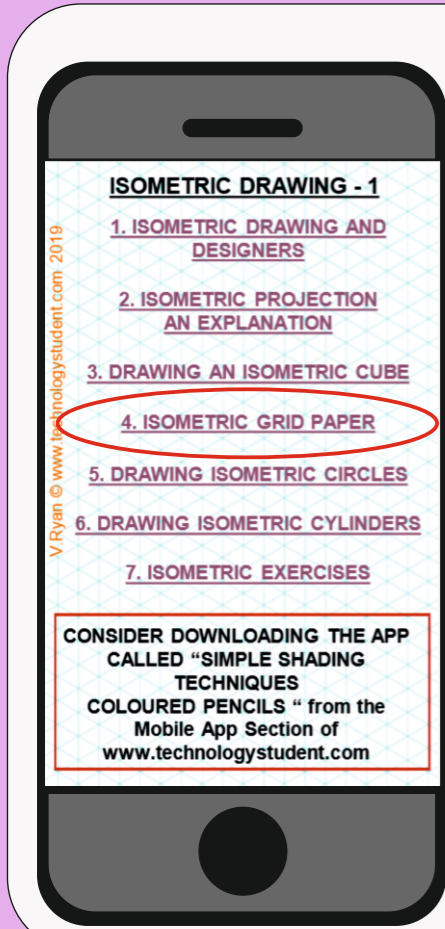 ISOMETRIC DRAWING - 1
1. ISOMETRIC DRAWING AND
DESIGNERS
2. ISOMETRIC PROJECTION
AN EXPLANATION
3. DRAWING AN ISOMETRIC CUBE
4. ISOMETRIC GRID PAPER
5. DRAWING ISOMETRIC CIRCLES
6. DRAWING ISOMETRIC CYLINDERS
7. ISOMETRIC EXERCISES
V.Ryan © www.technologystudent.com 2019
CONSIDER DOWNLOADING THE APP
CALLED “SIMPLE SHADING
TECHNIQUES
COLOURED PENCILS “ from the
Mobile App Section of
www.technologystudent.com